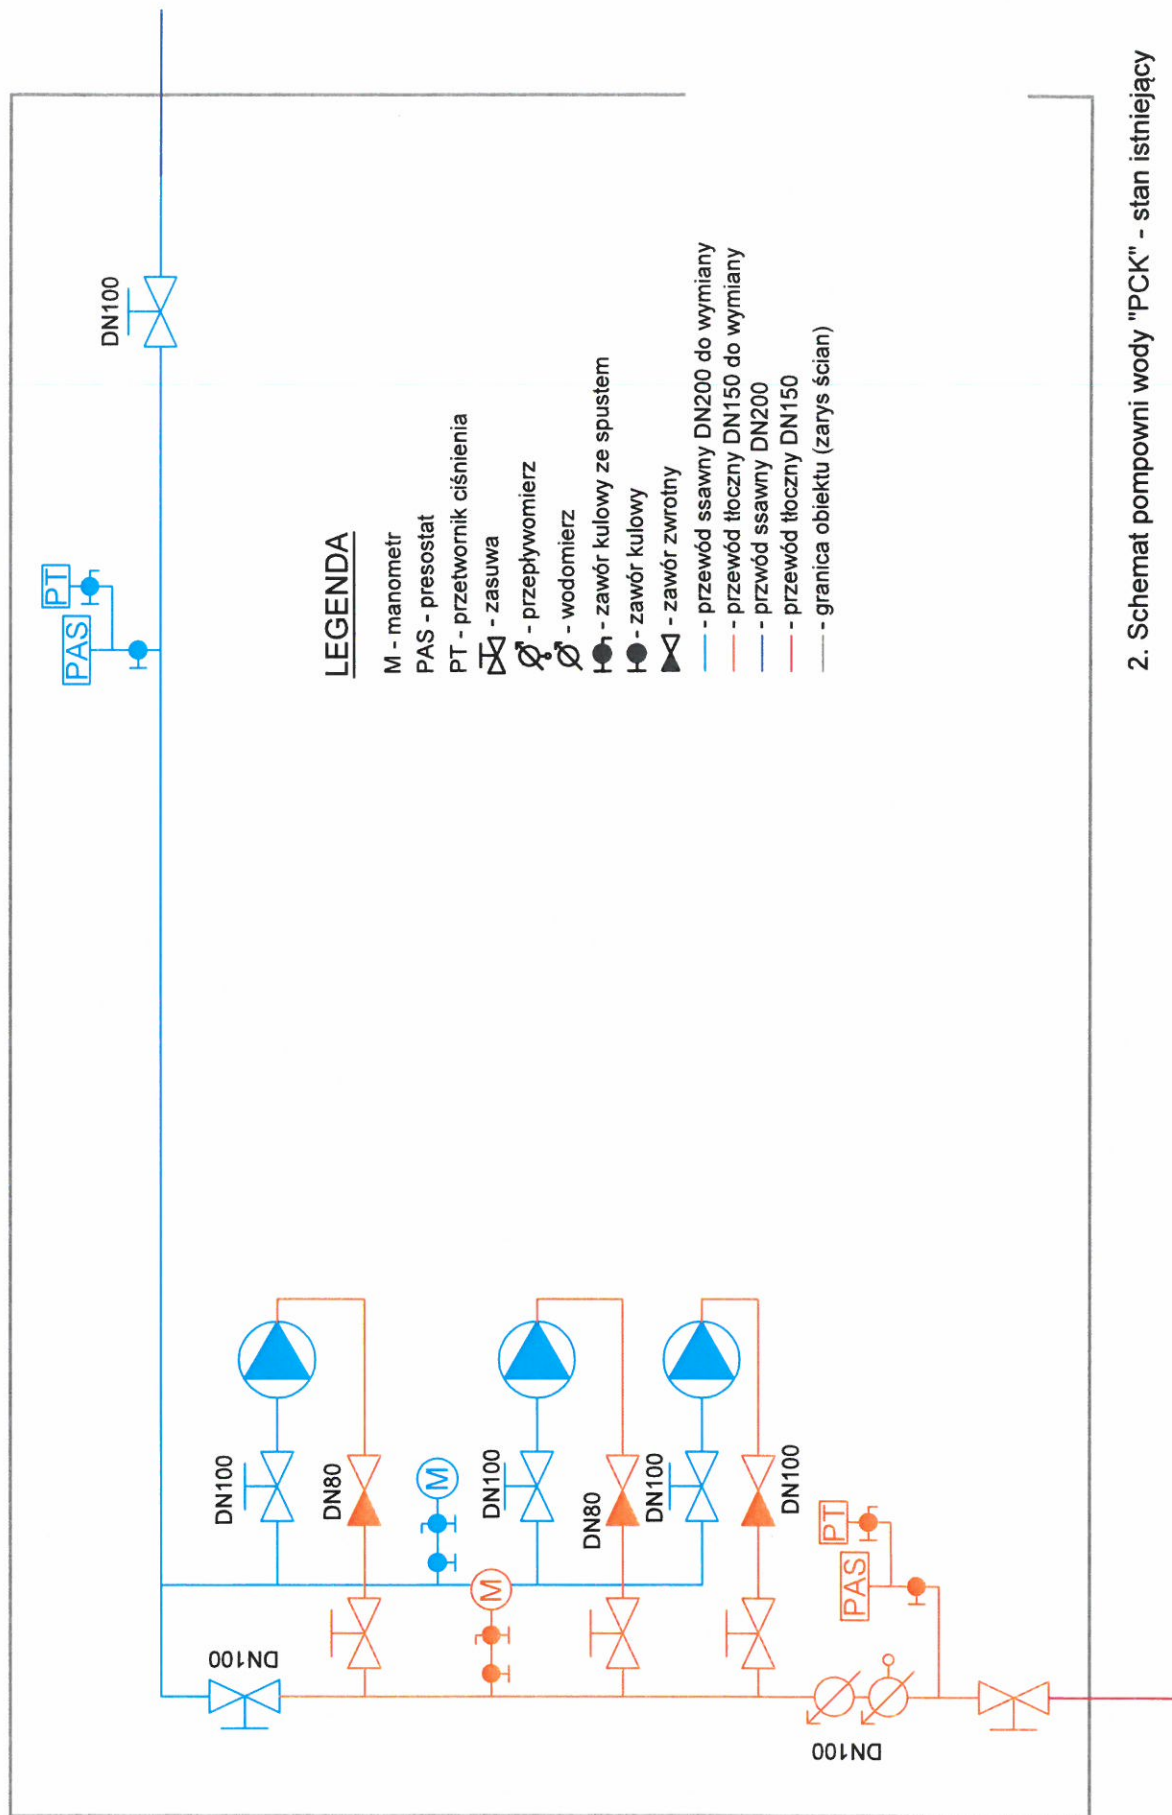 DN100
PT
PAS
LEGENDA
M - manometr
PAS - presostat
PT - przetwornik ciśnienia
- zasuwa
- przepływomierz
- wodomierz
- zawór kulowy ze spustem
- zawór kulowy
- zawór zwrotny
- przewód ssawny DN200 do wymiany
- przewód tłoczny DN150 do wymiany
- przwód ssawny DN200
- przewód tłoczny DN150
- granica obiektu (zarys ścian)
DN100
DN80
M
DN100
DN80
DN100
DN100
M
DN100
PT
PAS
DN100
2. Schemat pompowni wody "PCK" - stan istniejący